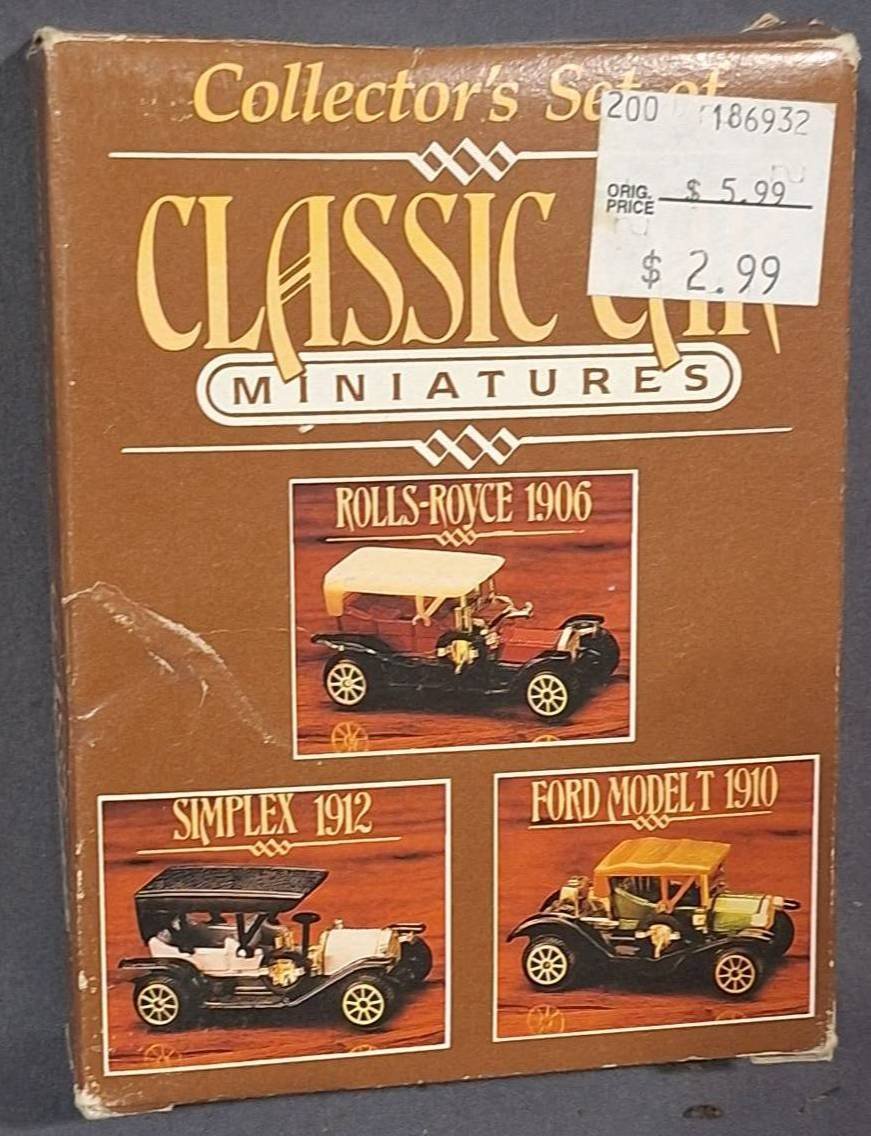 Collector's Set of
200 186932
ORIG. PRICE $ 5.99
$ 2.99
CLASSIC CAR
MINIATURES
ROLLS-ROYCE 1906
SIMPLEX 1912
FORD MODEL T 1910